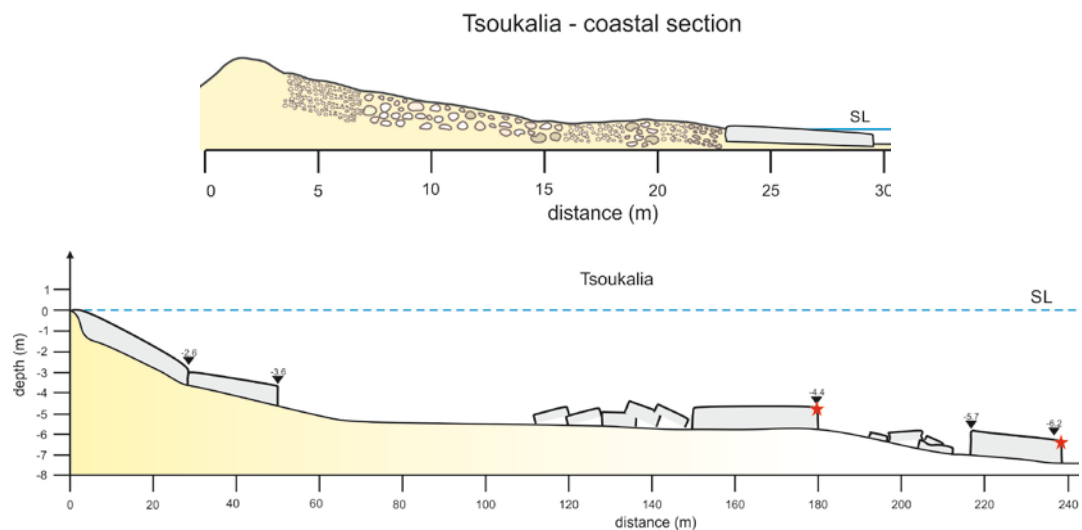 Tsoukalia - coastal section
SL
0 5 10 15 20 25 30
distance (m)
Tsoukalia
SL
depth (m)
1
0
-1
-2
-3
-4
-5
-6
-7
-8
-2.6
-3.6
-4.4
-5.7
-6.2
0 20 40 60 80 100 120 140 160 180 200 220 240
distance (m)